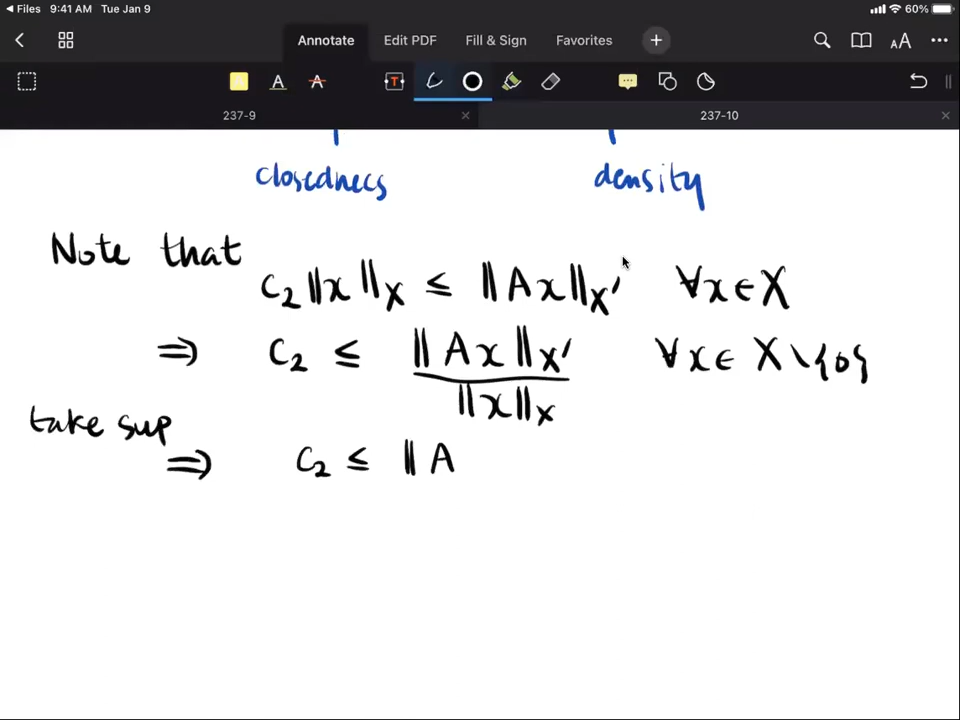 Files 9:41 AM Tue Jan 9 60%
Annotate Edit PDF Fill & Sign Favorites
237-9 237-10
closedness density
Note that
c₂‖x‖_X ≤ ‖Ax‖_X′ ∀x∈X
⇒ c₂ ≤ ‖Ax‖_X′ / ‖x‖_X ∀x∈ X\{0}
take sup
⇒ c₂ ≤ ‖A